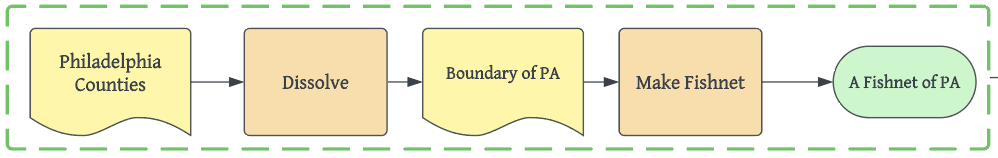 Philadelphia
Counties
Dissolve
Boundary of PA
Make Fishnet
A Fishnet of PA